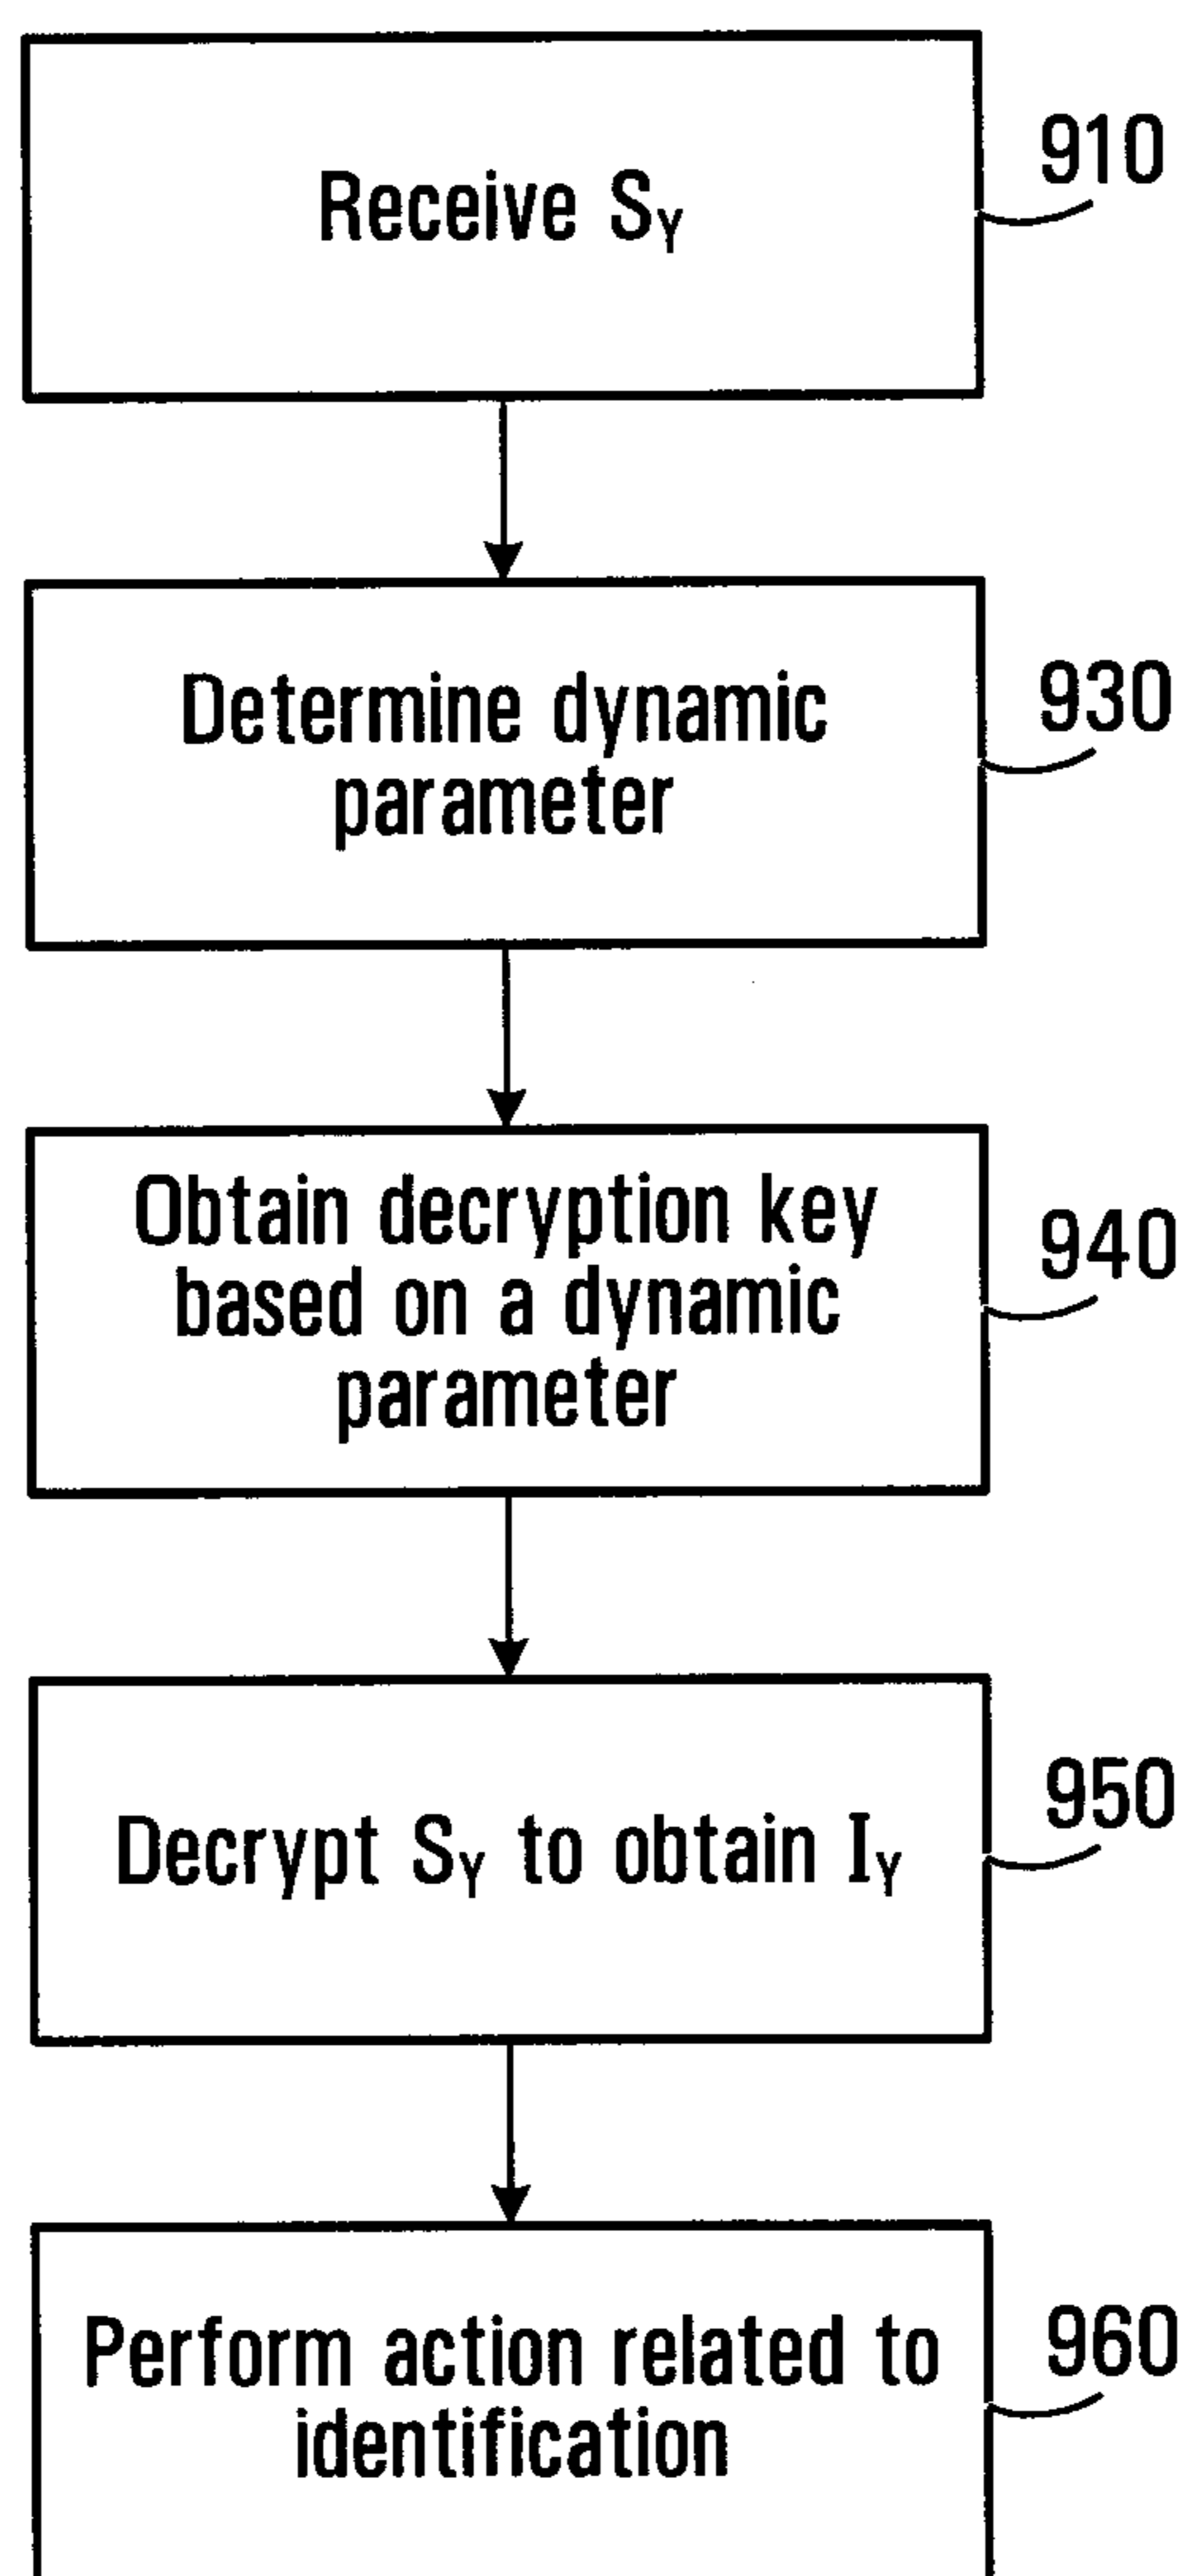 Receive SY
910
Determine dynamic
parameter
930
Obtain decryption key
based on a dynamic
parameter
940
Decrypt SY to obtain IY
950
Perform action related to
identification
960